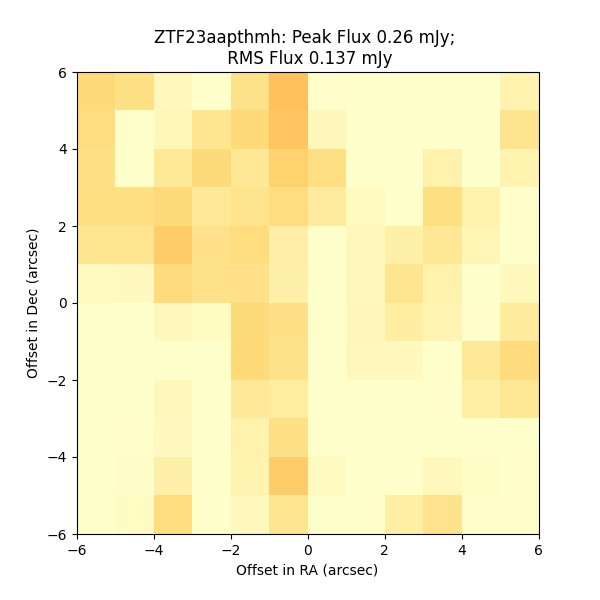 ZTF23aapthmh: Peak Flux 0.26 mJy;
RMS Flux 0.137 mJy
6
4
2
0
−2
−4
−6
Offset in Dec (arcsec)
−6 −4 −2 0 2 4 6
Offset in RA (arcsec)